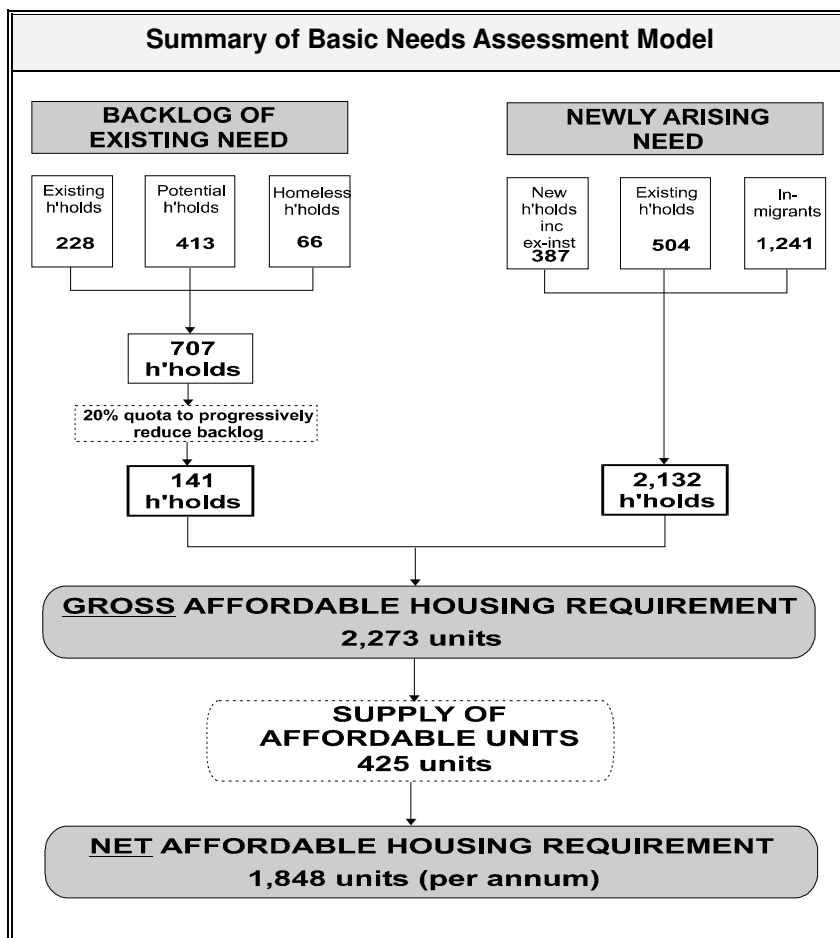 Summary of Basic Needs Assessment Model
BACKLOG OF
EXISTING NEED
NEWLY ARISING
NEED
Existing
h'holds
228
Potential
h'holds
413
Homeless
h'holds
66
New
h'holds
inc
ex-inst
387
Existing
h'holds
504
In-
migrants
1,241
707
h'holds
20% quota to progressively
reduce backlog
141
h'holds
2,132
h'holds
GROSS AFFORDABLE HOUSING REQUIREMENT
2,273 units
SUPPLY OF
AFFORDABLE UNITS
425 units
NET AFFORDABLE HOUSING REQUIREMENT
1,848 units (per annum)